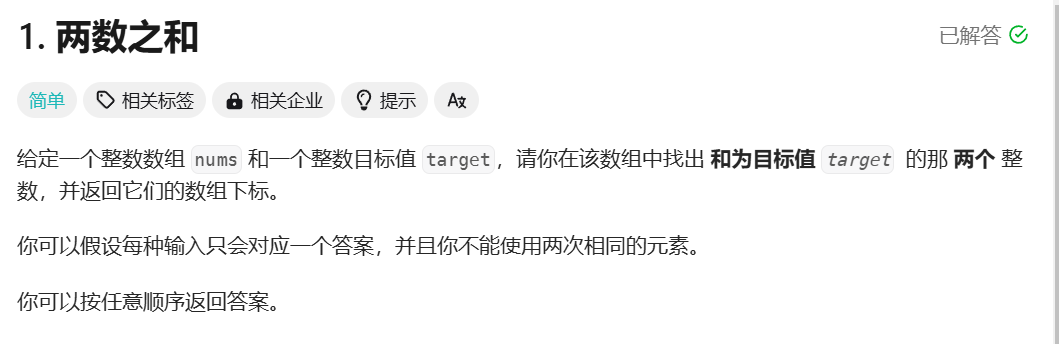 1. 两数之和
已解答
简单 相关标签 相关企业 提示 A文
给定一个整数数组 nums 和一个整数目标值 target，请你在该数组中找出 和为目标值 target 的那 两个 整
数，并返回它们的数组下标。
你可以假设每种输入只会对应一个答案，并且你不能使用两次相同的元素。
你可以按任意顺序返回答案。